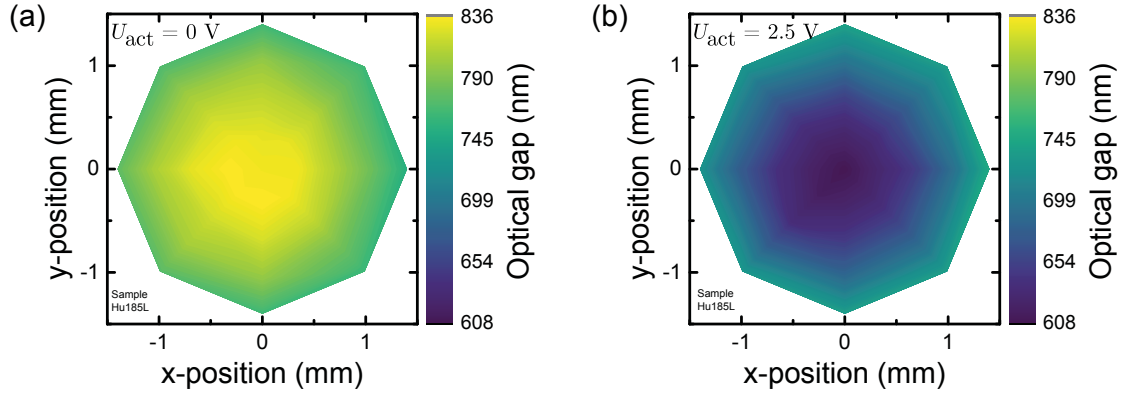 (a)
U_act = 0 V
y-position (mm)
1
0
-1
Sample
Hu185L
-1 0 1
x-position (mm)
836
790
745
699
654
608
Optical gap (nm)
(b)
U_act = 2.5 V
y-position (mm)
1
0
-1
Sample
Hu185L
-1 0 1
x-position (mm)
836
790
745
699
654
608
Optical gap (nm)